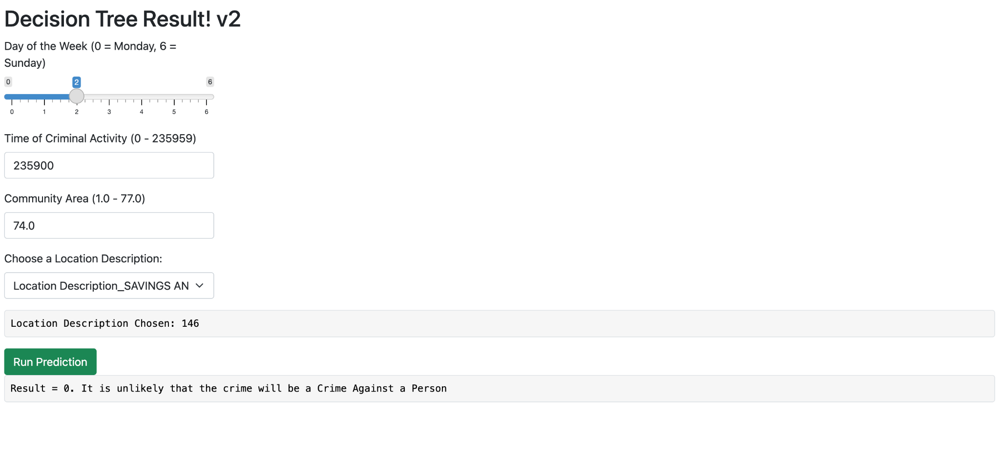 Decision Tree Result! v2
Day of the Week (0 = Monday, 6 =
Sunday)
0 2 6
0 1 2 3 4 5 6
Time of Criminal Activity (0 - 235959)
235900
Community Area (1.0 - 77.0)
74.0
Choose a Location Description:
Location Description_SAVINGS AN
Location Description Chosen: 146
Run Prediction
Result = 0. It is unlikely that the crime will be a Crime Against a Person